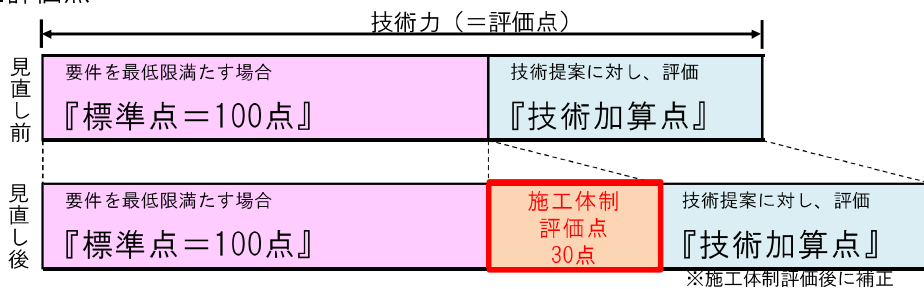 技術力（＝評価点）
見直し前
要件を最低限満たす場合
『標準点＝100点』
技術提案に対し、評価
『技術加算点』
見直し後
要件を最低限満たす場合
『標準点＝100点』
施工体制
評価点
30点
技術提案に対し、評価
『技術加算点』
※施工体制評価後に補正